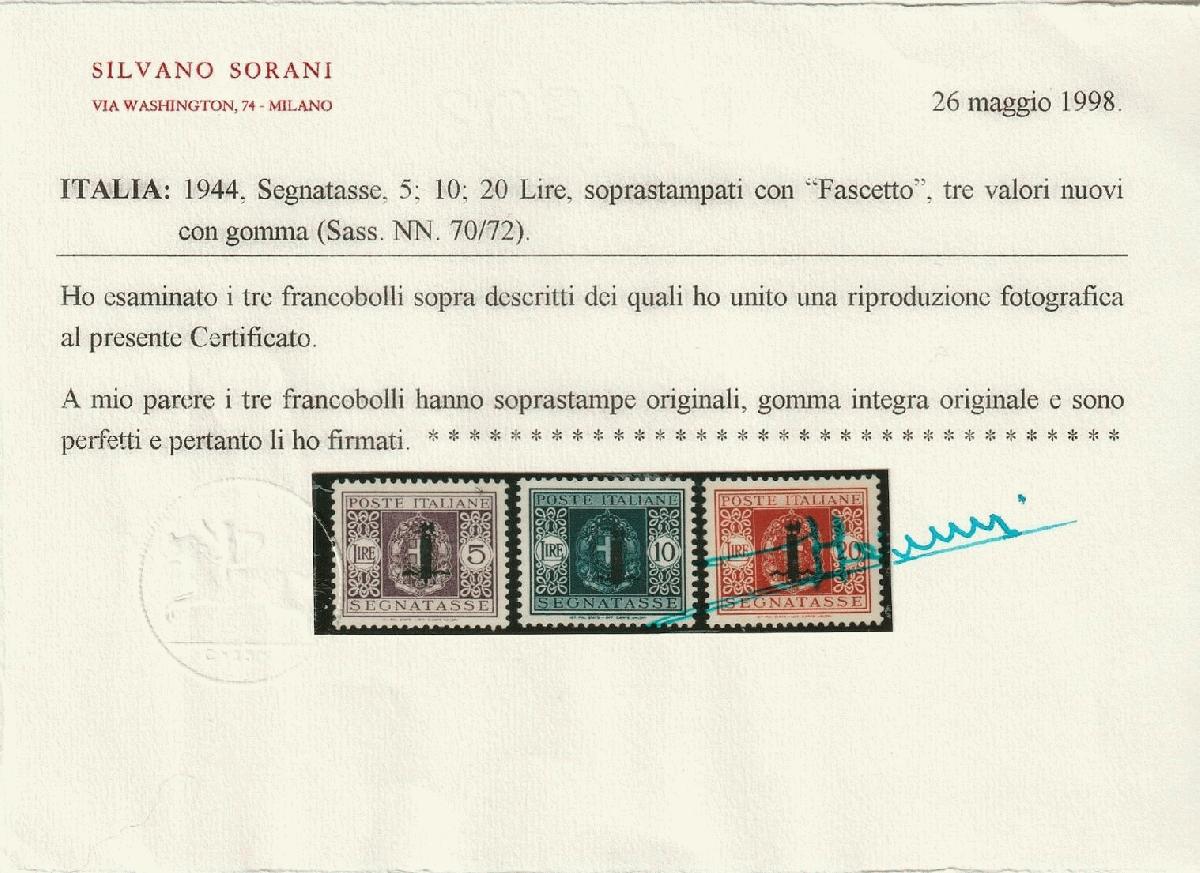 SILVANO SORANI
VIA WASHINGTON, 74 - MILANO
26 maggio 1998.
ITALIA: 1944, Segnatasse, 5; 10; 20 Lire, soprastampati con “Fascetto”, tre valori nuovi
con gomma (Sass. NN. 70/72).
Ho esaminato i tre francobolli sopra descritti dei quali ho unito una riproduzione fotografica
al presente Certificato.
A mio parere i tre francobolli hanno soprastampe originali, gomma integra originale e sono
perfetti e pertanto li ho firmati. * * * * * * * * * * * * * * * * * * * * * * * * * * * * * * * * * *
POSTE ITALIANE
LIRE 5
SEGNATASSE
POSTE ITALIANE
LIRE 10
SEGNATASSE
POSTE ITALIANE
LIRE 20
SEGNATASSE